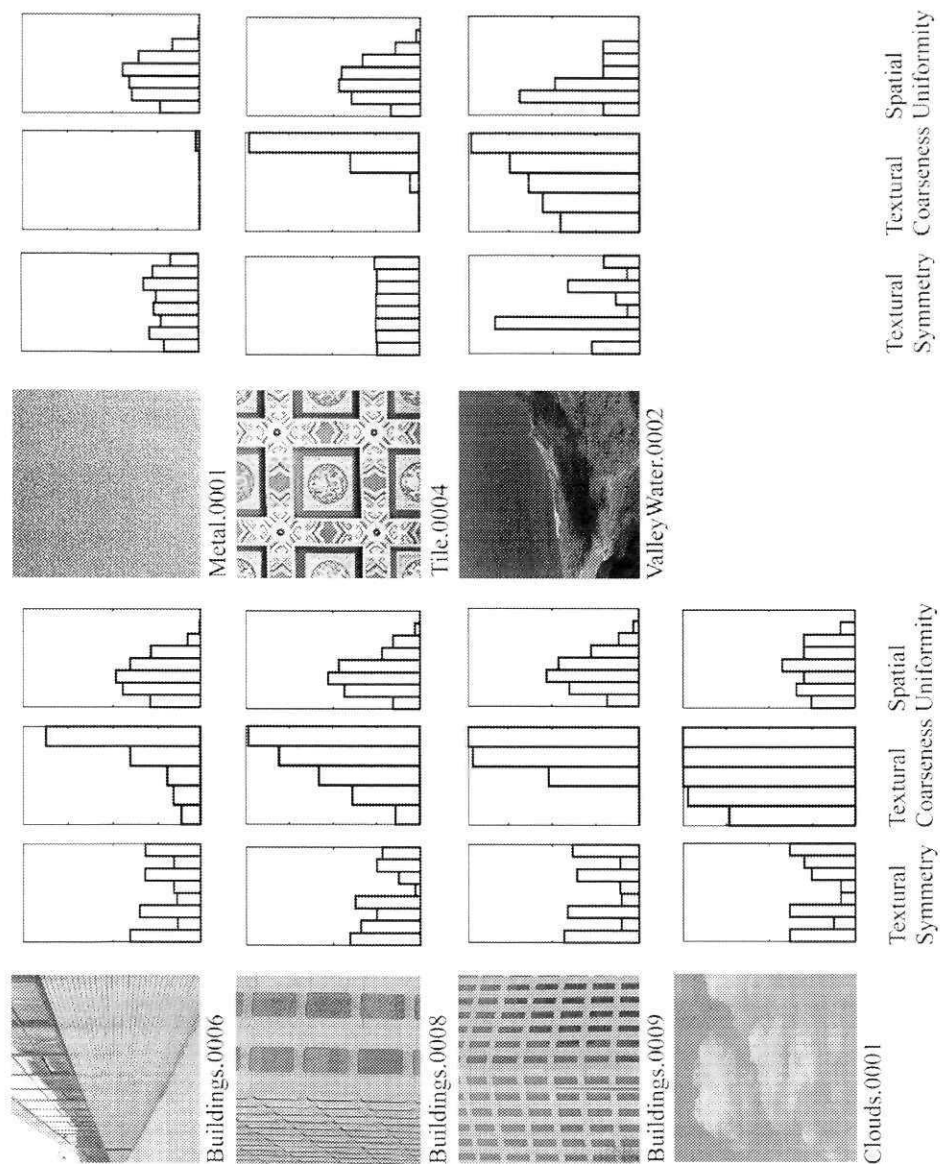 Buildings.0006
Buildings.0008
Buildings.0009
Clouds.0001
Textural
Symmetry
Textural
Coarseness
Spatial
Uniformity
Metal.0001
Tile.0004
ValleyWater.0002
Textural
Symmetry
Textural
Coarseness
Spatial
Uniformity